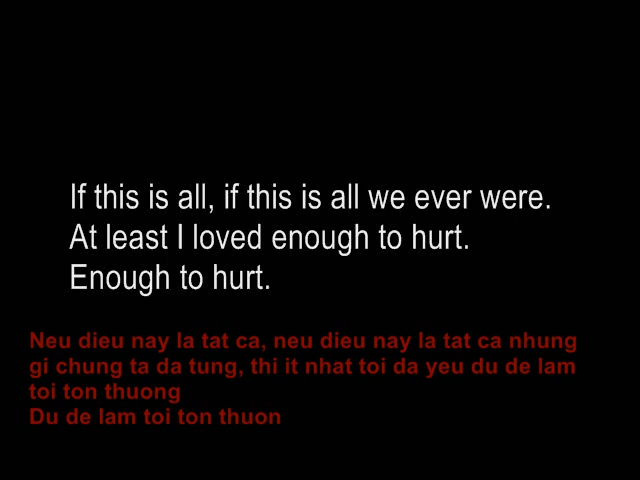 If this is all, if this is all we ever were.
At least I loved enough to hurt.
Enough to hurt.
Neu dieu nay la tat ca, neu dieu nay la tat ca nhung
gi chung ta da tung, thi it nhat toi da yeu du de lam
toi ton thuong
Du de lam toi ton thuon